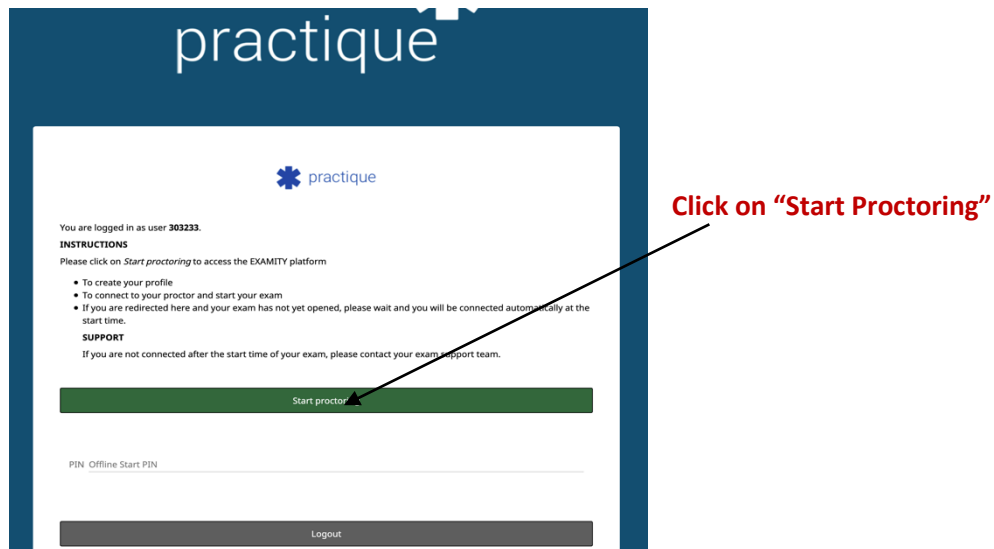 practique
practique
Click on “Start Proctoring”
You are logged in as user 303233.
INSTRUCTIONS
Please click on Start proctoring to access the EXAMITY platform
• To create your profile
• To connect to your proctor and start your exam
• If you are redirected here and your exam has not yet opened, please wait and you will be connected automatically at the
start time.
SUPPORT
If you are not connected after the start time of your exam, please contact your exam support team.
Start proctoring
PIN Offline Start PIN
Logout